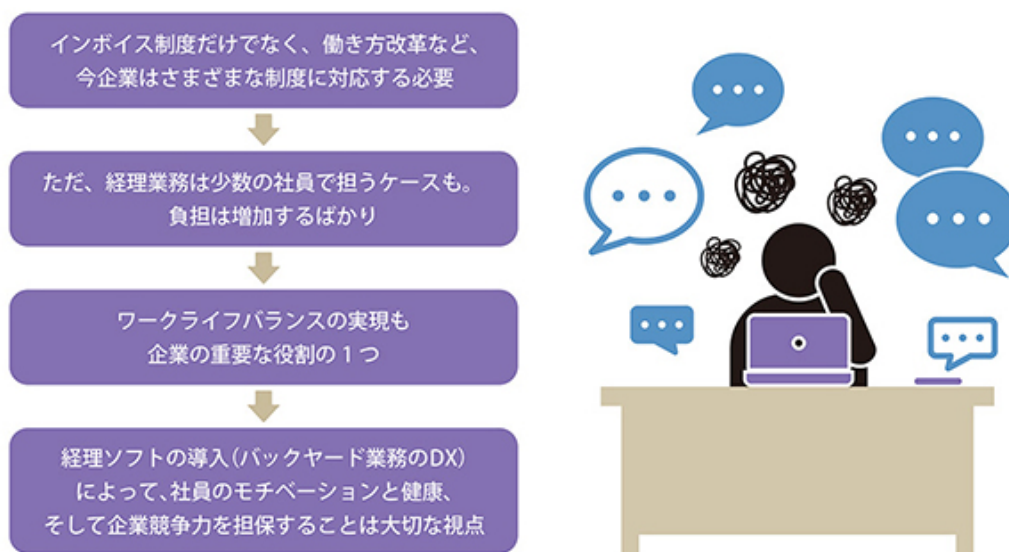 インボイス制度だけでなく、働き方改革など、
今企業はさまざまな制度に対応する必要
ただ、経理業務は少数の社員で担うケースも。
負担は増加するばかり
ワークライフバランスの実現も
企業の重要な役割の1つ
経理ソフトの導入(バックヤード業務のDX)
によって、社員のモチベーションと健康、
そして企業競争力を担保することは大切な視点